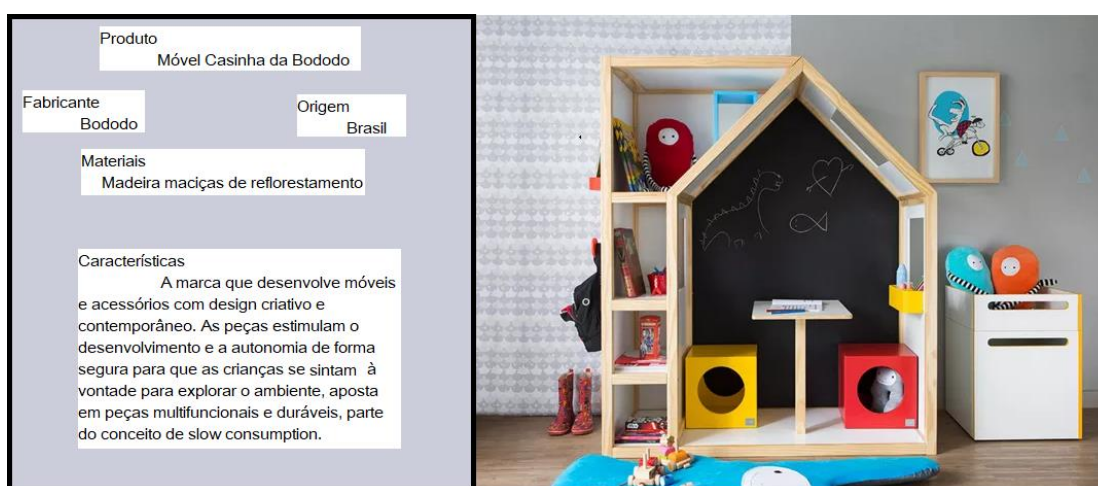 Produto
Móvel Casinha da Bododo
Fabricante
Bododo
Origem
Brasil
Materiais
Madeira maciças de reflorestamento
Características
A marca que desenvolve móveis
e acessórios com design criativo e
contemporâneo. As peças estimulam o
desenvolvimento e a autonomia de forma
segura para que as crianças se sintam à
vontade para explorar o ambiente, aposta
em peças multifuncionais e duráveis, parte
do conceito de slow consumption.